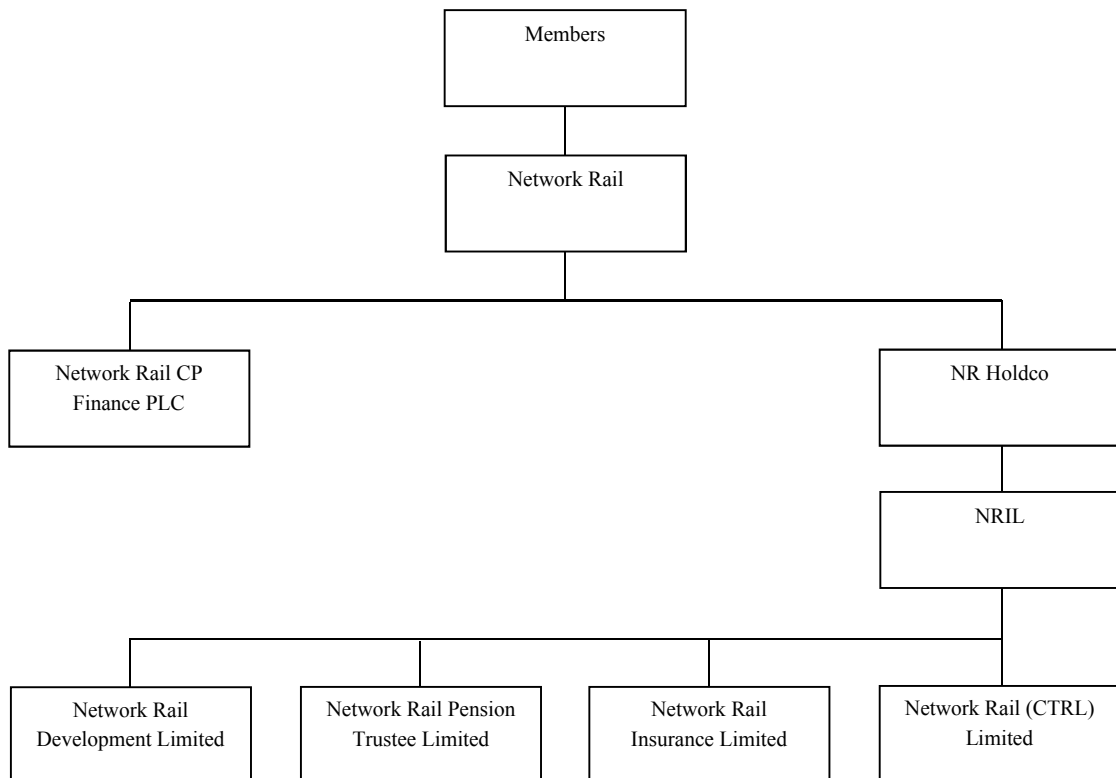 Members
Network Rail
Network Rail CP
Finance PLC
NR Holdco
NRIL
Network Rail
Development Limited
Network Rail Pension
Trustee Limited
Network Rail
Insurance Limited
Network Rail (CTRL)
Limited